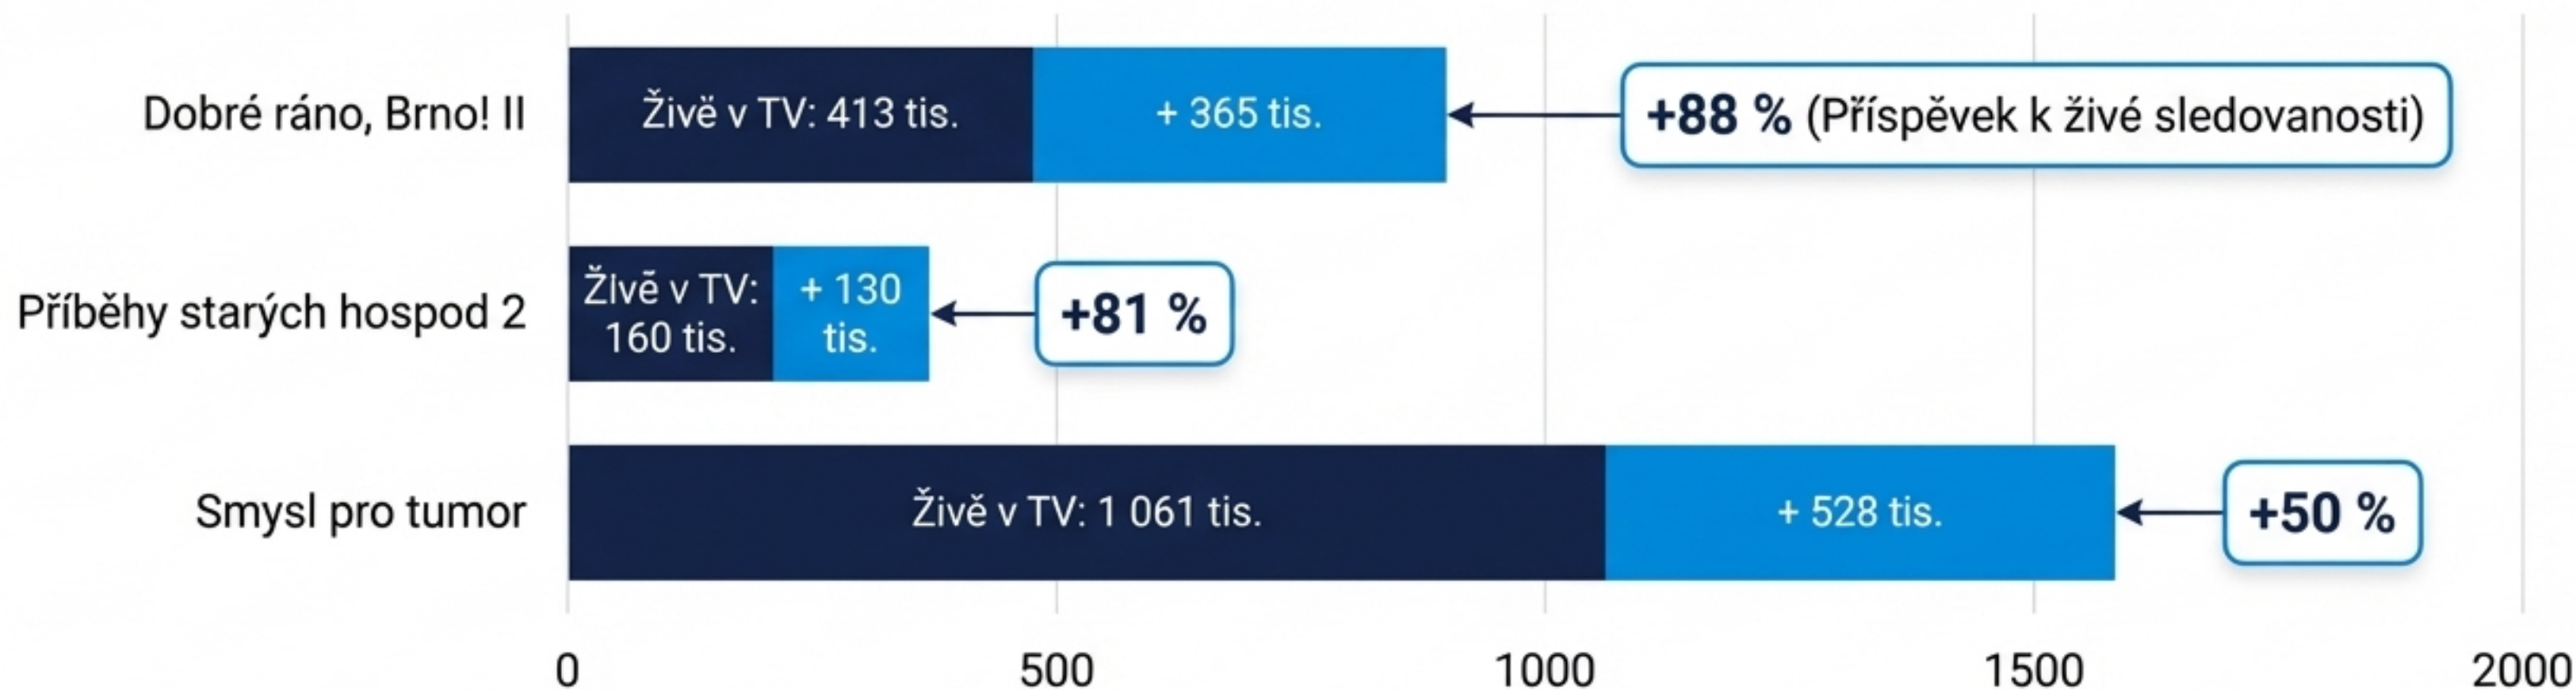 Dobré ráno, Brno! II
Živë v TV: 413 tis.
+ 365 tis.
+88 % (Příspěvek k živé sledovanosti)
Příběhy starých hospod 2
Žlvē v TV:
160 tis.
+ 130
tis.
+81 %
Smysl pro tumor
Živě v TV: 1 061 tis.
+ 528 tis.
+50 %
0
500
1000
1500
2000